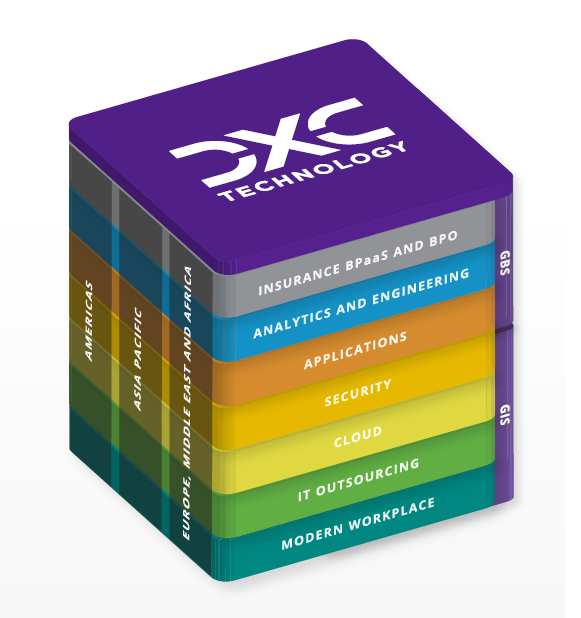 DXC
TECHNOLOGY
INSURANCE BPaaS AND BPO
ANALYTICS AND ENGINEERING
APPLICATIONS
SECURITY
CLOUD
IT OUTSOURCING
MODERN WORKPLACE
GBS
GIS
AMERICAS
ASIA PACIFIC
EUROPE, MIDDLE EAST AND AFRICA